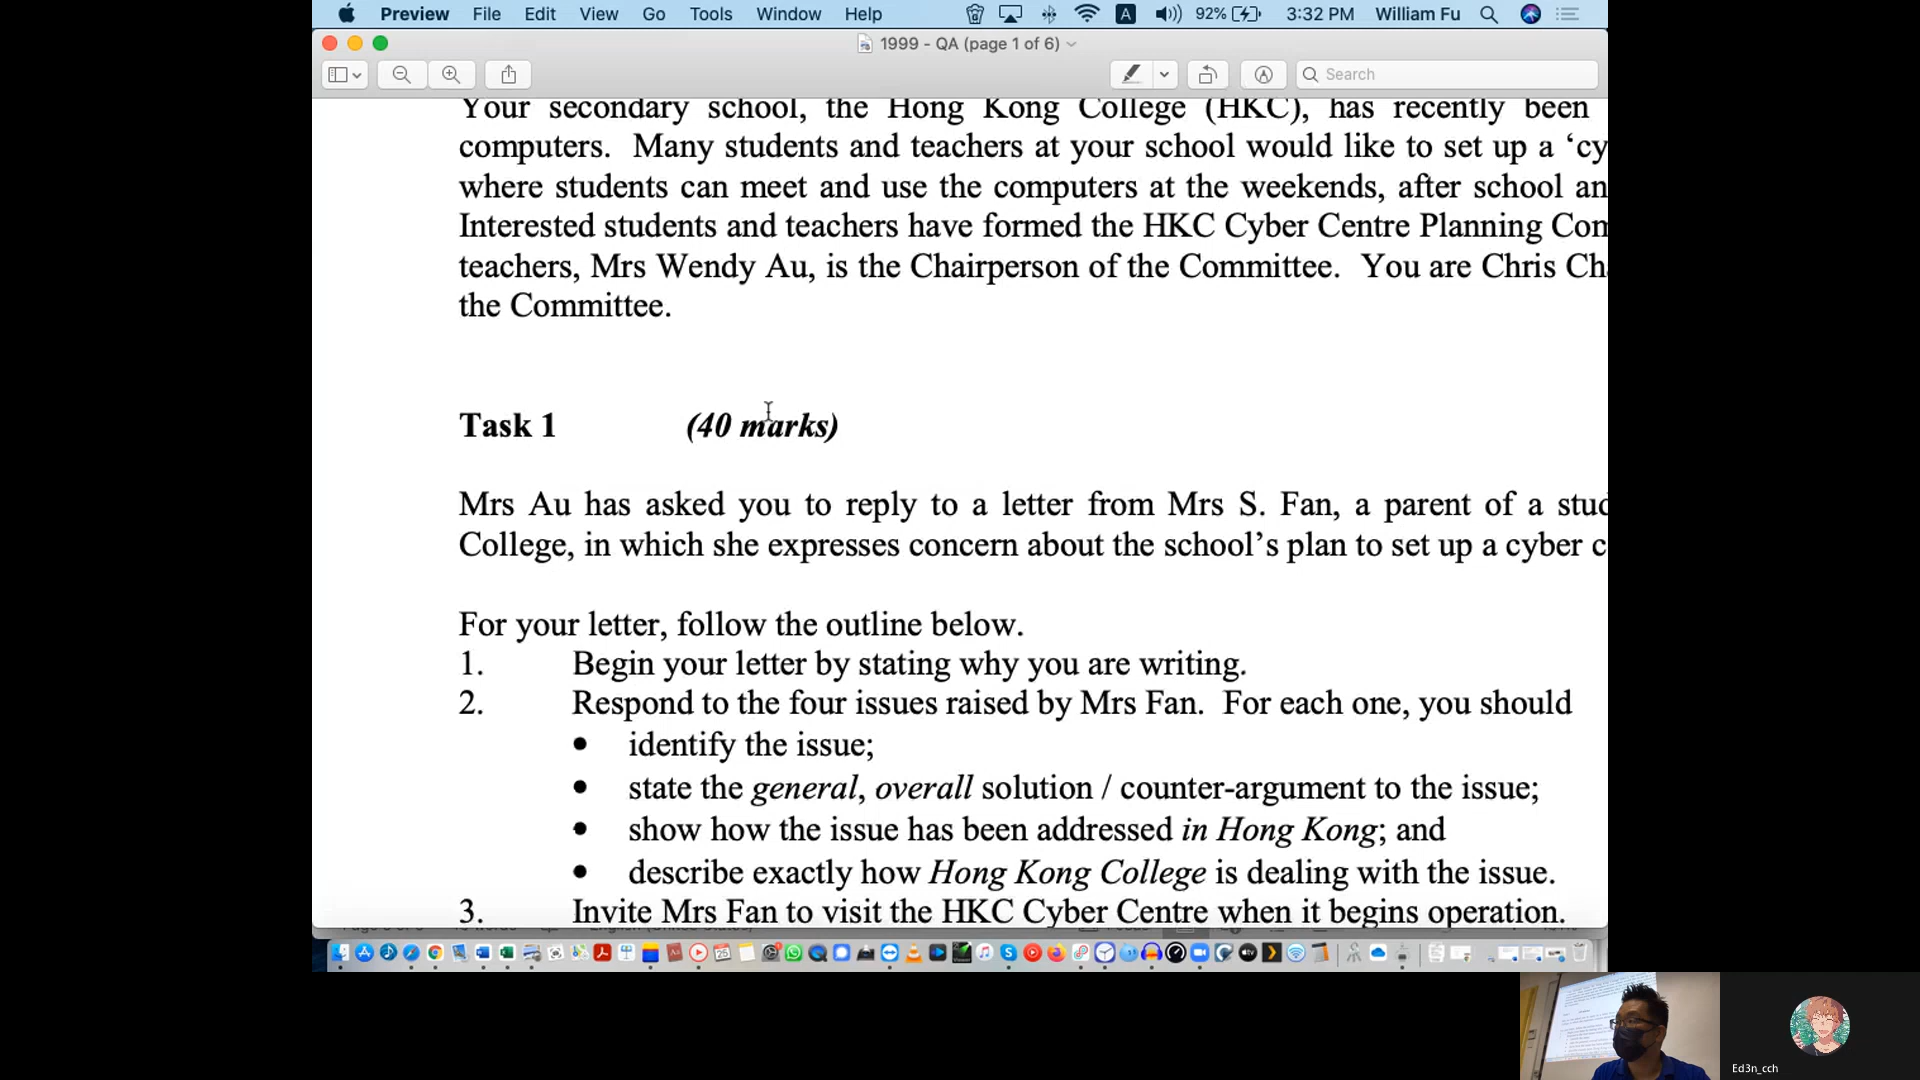 Preview File Edit View Go Tools Window Help A 92% 3:32 PM William Fu
1999 - QA (page 1 of 6)
Search
Your secondary school, the Hong Kong College (HKC), has recently been
computers. Many students and teachers at your school would like to set up a ‘cy
where students can meet and use the computers at the weekends, after school an
Interested students and teachers have formed the HKC Cyber Centre Planning Com
teachers, Mrs Wendy Au, is the Chairperson of the Committee. You are Chris Ch
the Committee.
Task 1 (40 marks)
Mrs Au has asked you to reply to a letter from Mrs S. Fan, a parent of a stud
College, in which she expresses concern about the school’s plan to set up a cyber c
For your letter, follow the outline below.
1. Begin your letter by stating why you are writing.
2. Respond to the four issues raised by Mrs Fan. For each one, you should
• identify the issue;
• state the general, overall solution / counter-argument to the issue;
• show how the issue has been addressed in Hong Kong; and
• describe exactly how Hong Kong College is dealing with the issue.
3. Invite Mrs Fan to visit the HKC Cyber Centre when it begins operation.
Ed3n_cch